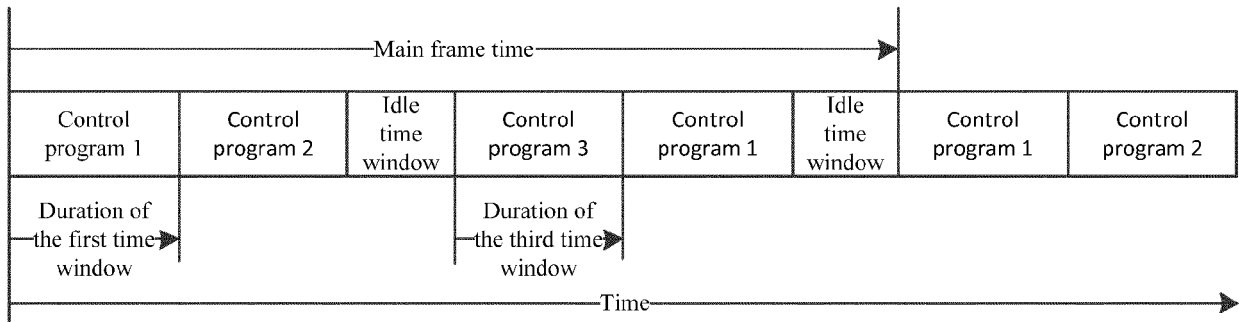 Main frame time
Control
program 1
Control
program 2
Idle
time
window
Control
program 3
Control
program 1
Idle
time
window
Control
program 1
Control
program 2
Duration of
the first time
window
Duration of
the third time
window
Time